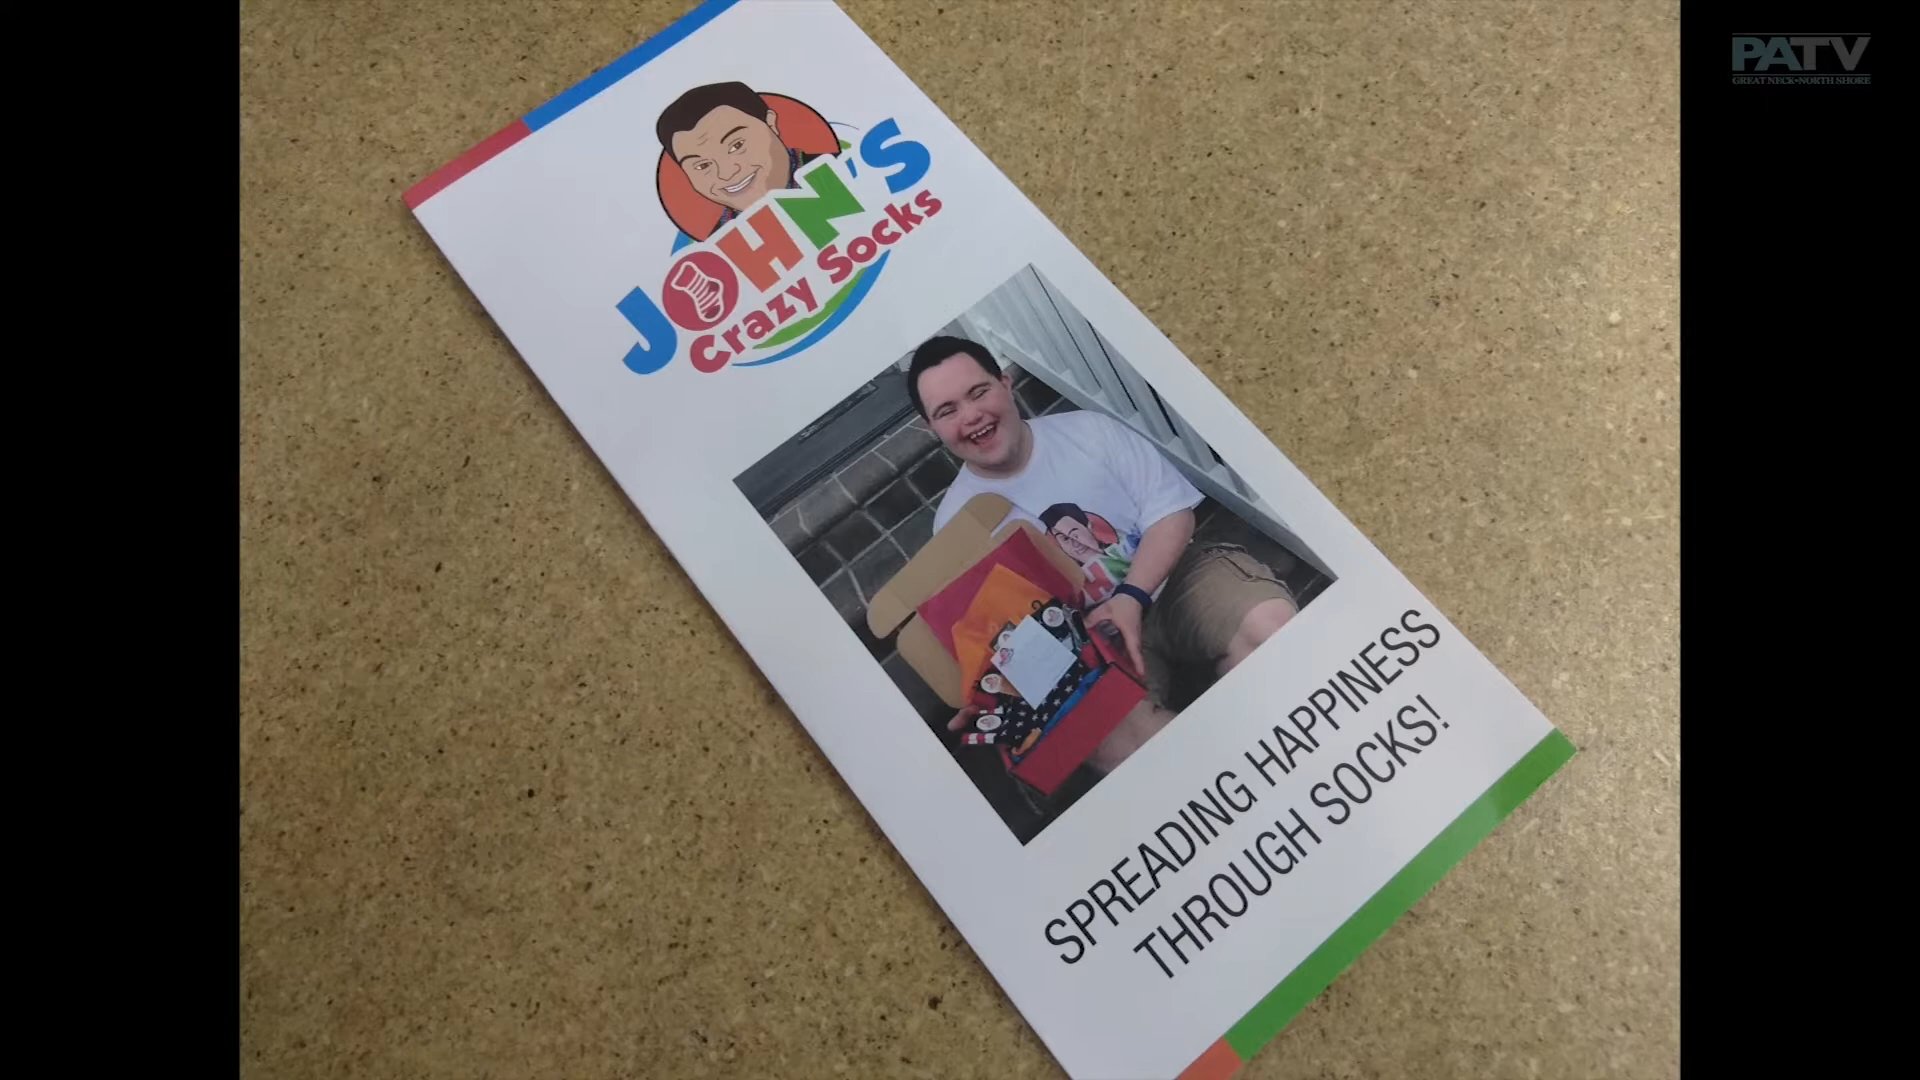 PATV
GREAT NECK•NORTH SHORE
JOHN'S
Crazy Socks
SPREADING HAPPINESS
THROUGH SOCKS!